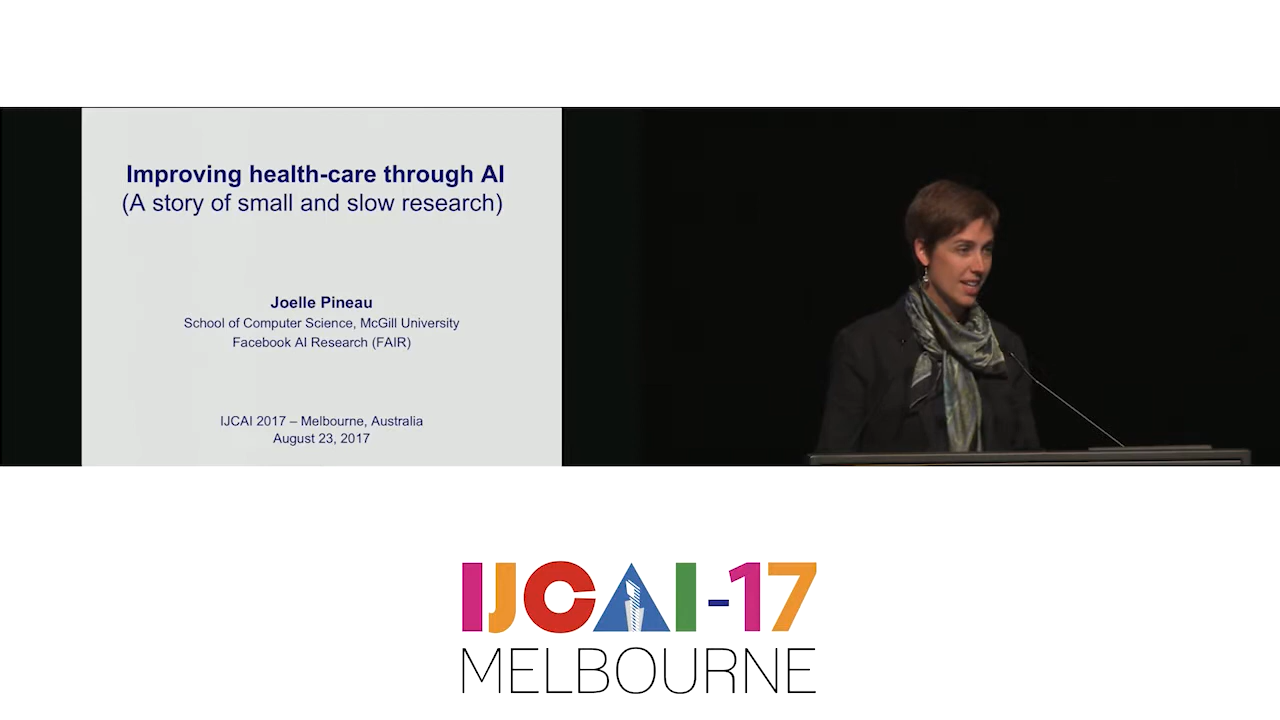 Improving health-care through AI
(A story of small and slow research)
Joelle Pineau
School of Computer Science, McGill University
Facebook AI Research (FAIR)
IJCAI 2017 – Melbourne, Australia
August 23, 2017
IJCAI-17
MELBOURNE